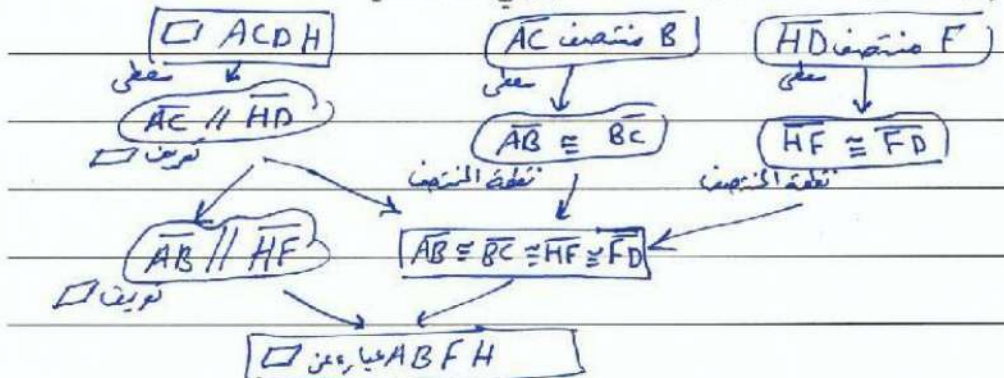 ▱ ACDH
B منتصف AC
F منتصف HD
معطى
معطى
معطى
AC // HD
AB ≅ BC
HF ≅ FD
تعريف ▱
نقطة المنتصف
نقطة المنتصف
AB // HF
AB ≅ BC ≅ HF ≅ FD
تعريف ▱
ABFH عبارة عن ▱